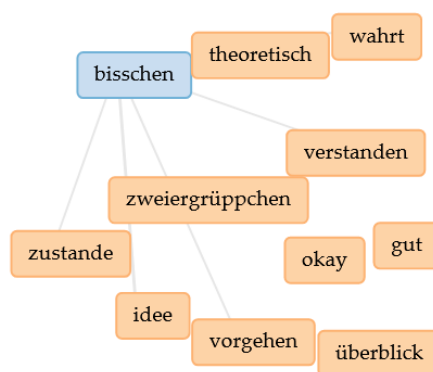 wahrt
theoretisch
bisschen
verstanden
zweiergrüppchen
gut
zustande
okay
idee
vorgehen
überblick